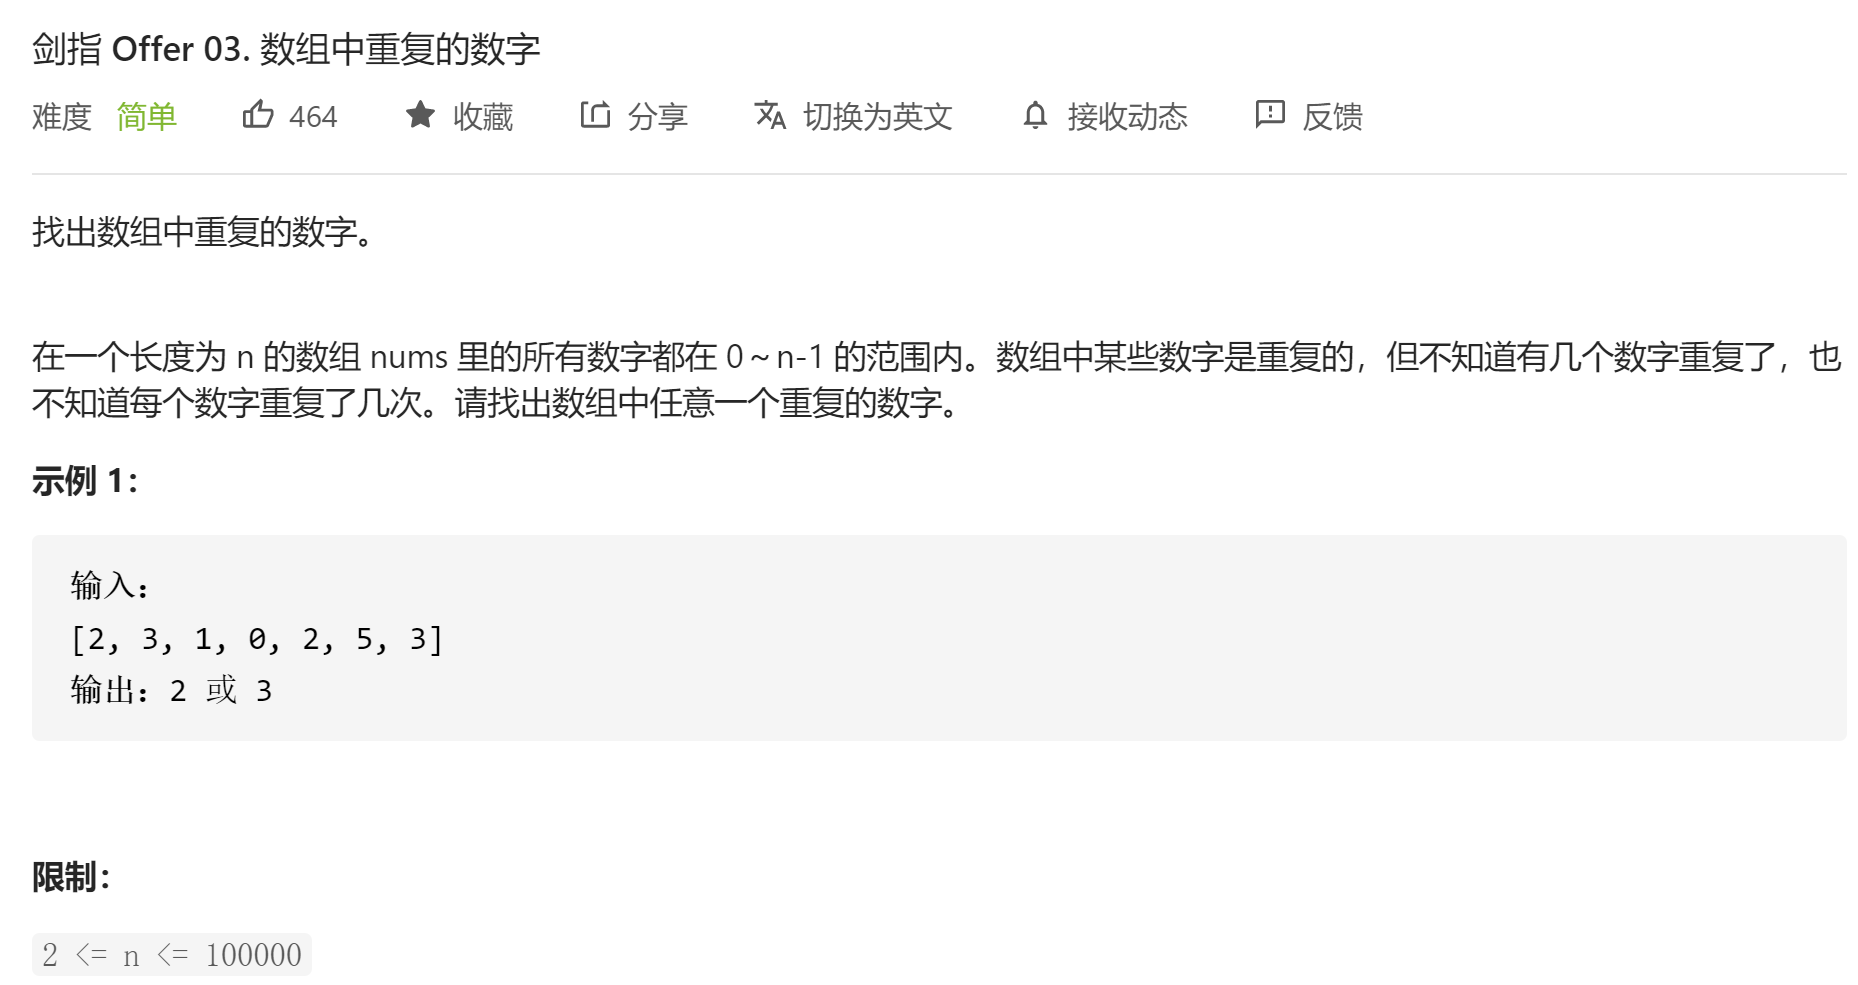 剑指 Offer 03. 数组中重复的数字
难度 简单 464 收藏 分享 切换为英文 接收动态 反馈
找出数组中重复的数字。
在一个长度为 n 的数组 nums 里的所有数字都在 0～n-1 的范围内。数组中某些数字是重复的，但不知道有几个数字重复了，也
不知道每个数字重复了几次。请找出数组中任意一个重复的数字。
示例 1：
输入：
[2, 3, 1, 0, 2, 5, 3]
输出：2 或 3
限制：
2 <= n <= 100000